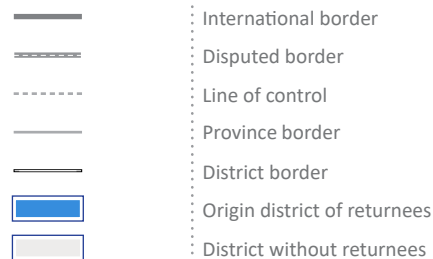 International border
Disputed border
Line of control
Province border
District border
Origin district of returnees
District without returnees